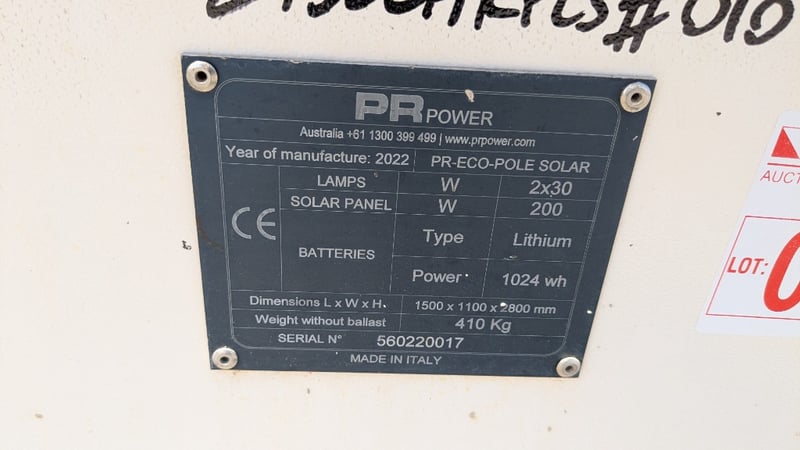 PR POWER
Australia +61 1300 399 499 | www.prpower.com
Year of manufacture: 2022 PR-ECO-POLE SOLAR
LAMPS W 2x30
SOLAR PANEL W 200
CE
BATTERIES
Type Lithium
Power 1024 wh
Dimensions L x W x H. 1500 x 1100 x 2800 mm
Weight without ballast 410 Kg
SERIAL N° 560220017
MADE IN ITALY
AUCT
LOT: 0